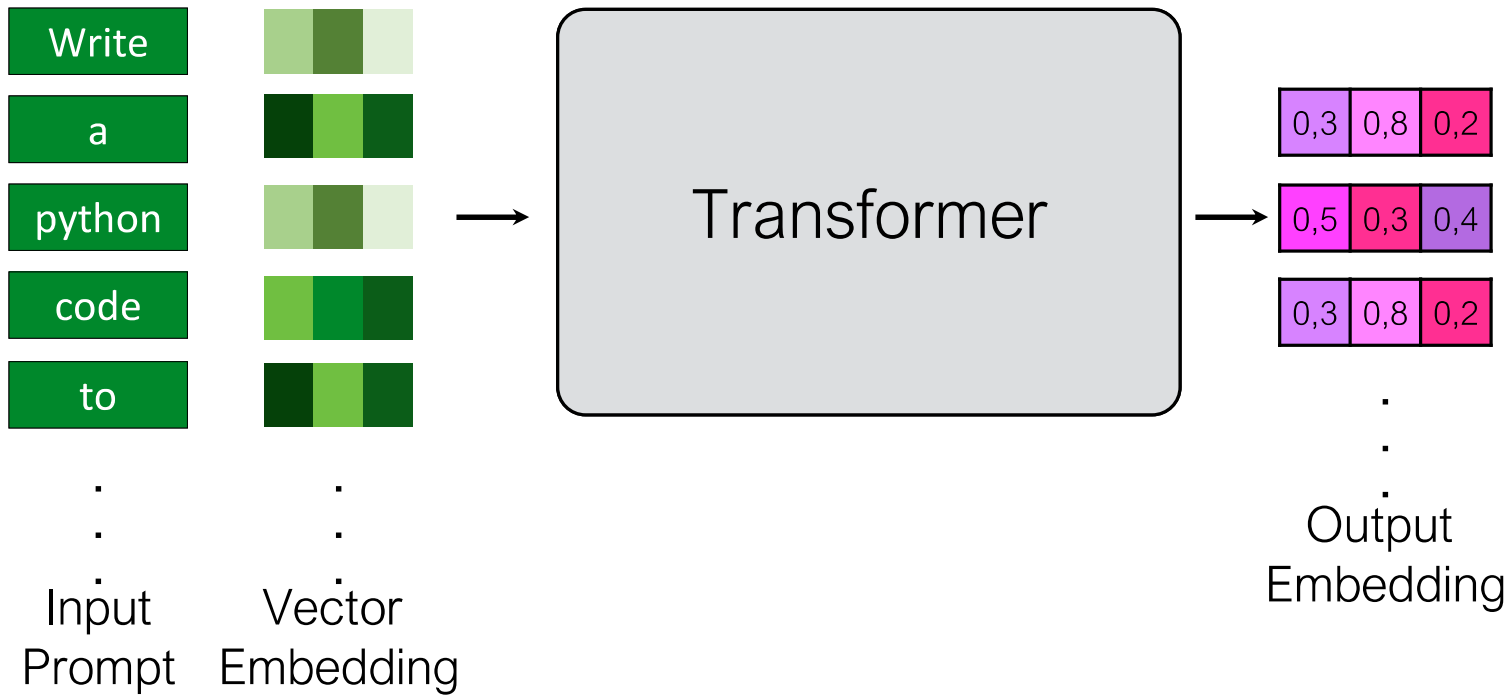 Write
a
python
code
to
.
.
.
Input
Prompt
.
.
.
Vector
Embedding
Transformer
0,3 0,8 0,2
0,5 0,3 0,4
0,3 0,8 0,2
.
.
.
Output
Embedding